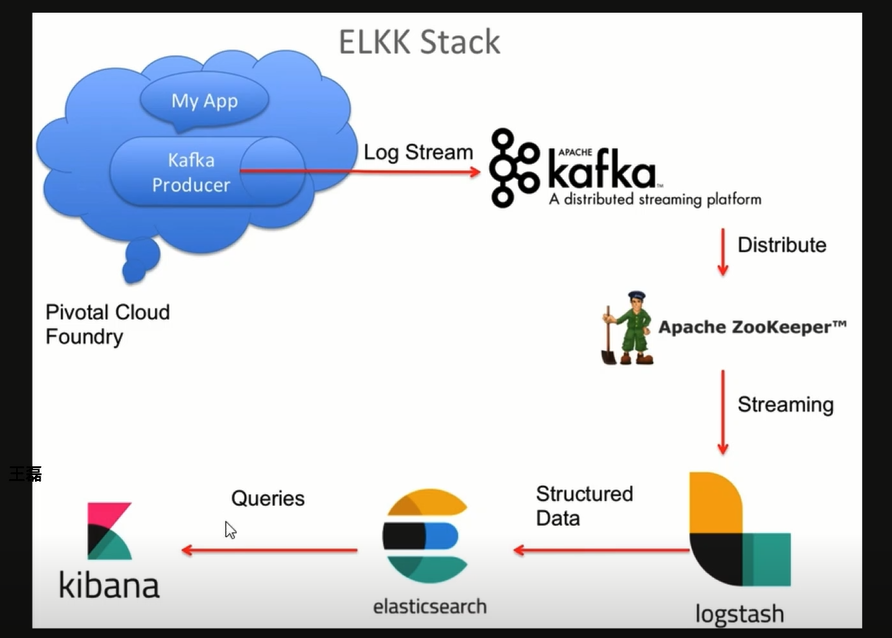 ELKK Stack
My App
Kafka
Producer
Log Stream
APACHE
kafka™
A distributed streaming platform
Distribute
Pivotal Cloud
Foundry
Apache ZooKeeper™
Streaming
王磊
Queries
Structured
Data
kibana
elasticsearch
logstash